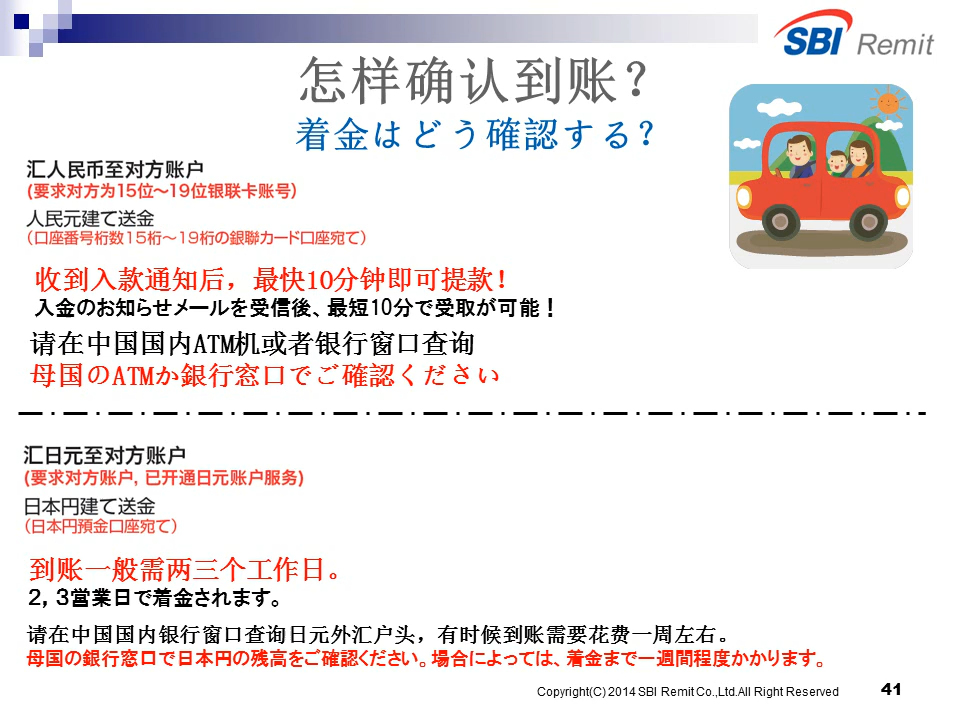 SBI Remit
怎样确认到账？
着金はどう確認する？
汇人民币至对方账户
(要求对方为15位～19位银联卡账号)
人民元建て送金
（口座番号桁数15桁～19桁の銀聯カード口座宛て）
收到入款通知后，最快10分钟即可提款！
入金のお知らせメールを受信後、最短10分で受取が可能！
请在中国国内ATM机或者银行窗口查询
母国のATMか銀行窓口でご確認ください
汇日元至对方账户
(要求对方账户, 已开通日元账户服务)
日本円建て送金
（日本円預金口座宛て）
到账一般需两三个工作日。
2，3営業日で着金されます。
请在中国国内银行窗口查询日元外汇户头，有时候到账需要花费一周左右。
母国の銀行窓口で日本円の残高をご確認ください。場合によっては、着金まで一週間程度かかります。
Copyright(C) 2014 SBI Remit Co.,Ltd.All Right Reserved
41